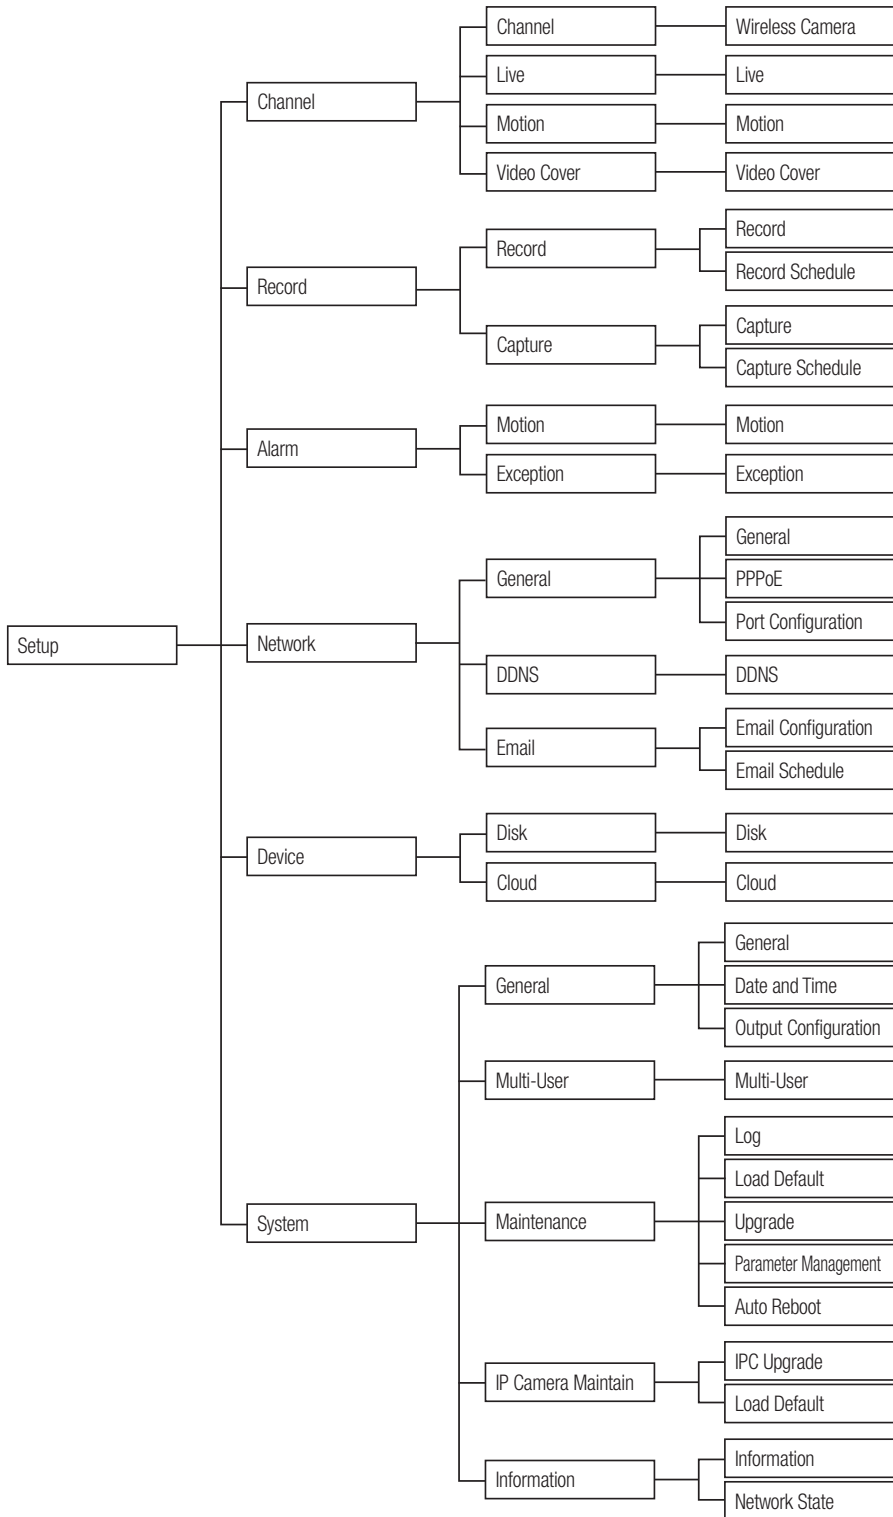 Channel
Wireless Camera
Live
Live
Channel
Motion
Motion
Video Cover
Video Cover
Record
Record
Record Schedule
Record
Capture
Capture
Capture Schedule
Motion
Motion
Alarm
Exception
Exception
General
General
PPPoE
Port Configuration
Setup
Network
DDNS
DDNS
Email Configuration
Email
Email Schedule
Disk
Disk
Device
Cloud
Cloud
General
General
Date and Time
Output Configuration
Multi-User
Multi-User
Log
Load Default
System
Maintenance
Upgrade
Parameter Management
Auto Reboot
IPC Upgrade
IP Camera Maintain
Load Default
Information
Information
Network State